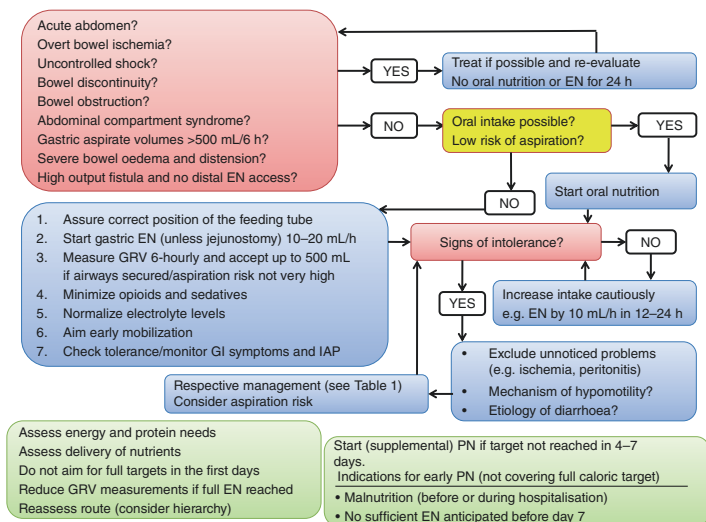 Acute abdomen?
Overt bowel ischemia?
Uncontrolled shock?
Bowel discontinuity?
Bowel obstruction?
Abdominal compartment syndrome?
Gastric aspirate volumes >500 mL/6 h?
Severe bowel oedema and distension?
High output fistula and no distal EN access?
YES
Treat if possible and re-evaluate
No oral nutrition or EN for 24 h
NO
Oral intake possible?
Low risk of aspiration?
YES
Start oral nutrition
NO
1. Assure correct position of the feeding tube
2. Start gastric EN (unless jejunostomy) 10–20 mL/h
3. Measure GRV 6-hourly and accept up to 500 mL
if airways secured/aspiration risk not very high
4. Minimize opioids and sedatives
5. Normalize electrolyte levels
6. Aim early mobilization
7. Check tolerance/monitor GI symptoms and IAP
Signs of intolerance?
NO
YES
Increase intake cautiously
e.g. EN by 10 mL/h in 12–24 h
• Exclude unnoticed problems
(e.g. ischemia, peritonitis)
• Mechanism of hypomotility?
• Etiology of diarrhoea?
Respective management (see Table 1)
Consider aspiration risk
Assess energy and protein needs
Assess delivery of nutrients
Do not aim for full targets in the first days
Reduce GRV measurements if full EN reached
Reassess route (consider hierarchy)
Start (supplemental) PN if target not reached in 4–7
days.
Indications for early PN (not covering full caloric target)
• Malnutrition (before or during hospitalisation)
• No sufficient EN anticipated before day 7